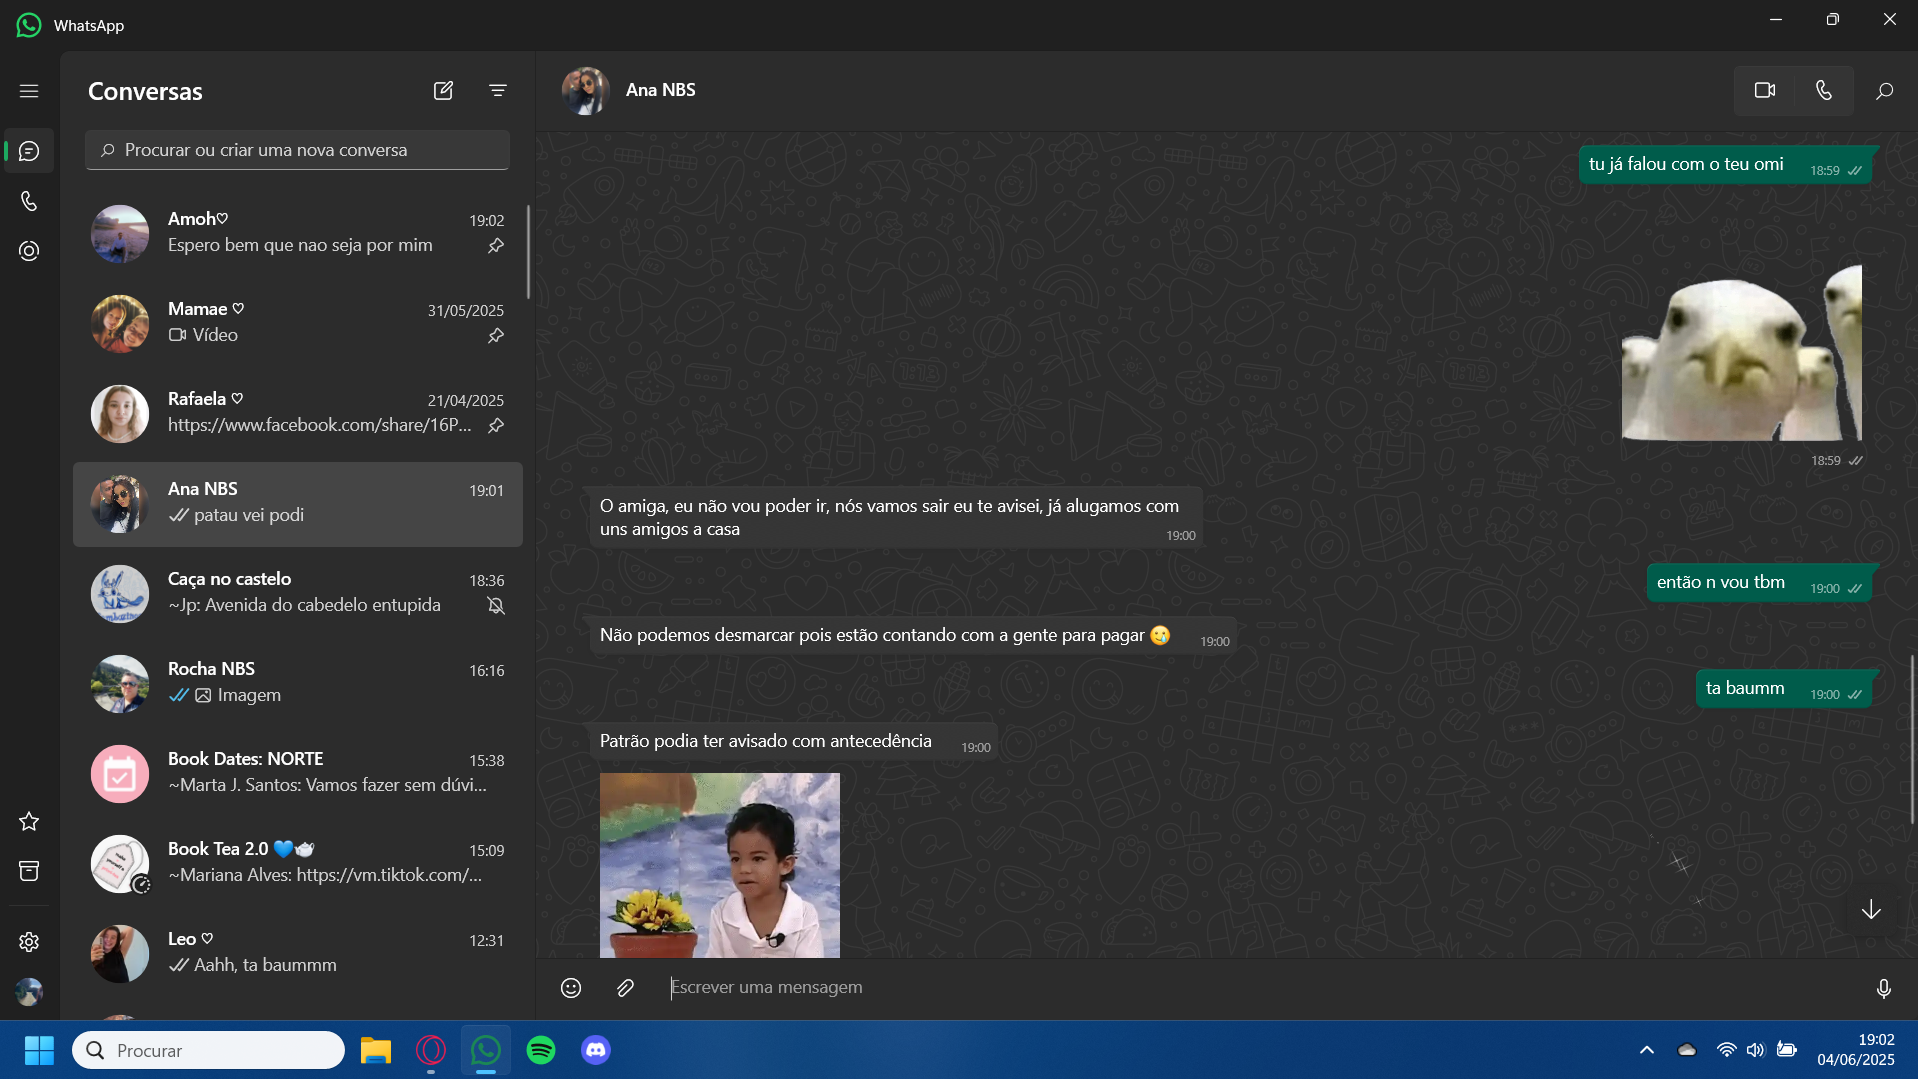 WhatsApp
Conversas
Procurar ou criar uma nova conversa
Amoh♡
19:02
Espero bem que nao seja por mim
Mamae ♡
31/05/2025
Vídeo
Rafaela ♡
21/04/2025
https://www.facebook.com/share/16P...
Ana NBS
19:01
patau vei podi
Caça no castelo
18:36
~Jp: Avenida do cabedelo entupida
Rocha NBS
16:16
Imagem
Book Dates: NORTE
15:38
~Marta J. Santos: Vamos fazer sem dúvi...
Book Tea 2.0 💙🫖
15:09
~Mariana Alves: https://vm.tiktok.com/...
Leo ♡
12:31
Aahh, ta baummm
Ana NBS
tu já falou com o teu omi 18:59
18:59
O amiga, eu não vou poder ir, nós vamos sair eu te avisei, já alugamos com
uns amigos a casa
19:00
então n vou tbm 19:00
Não podemos desmarcar pois estão contando com a gente para pagar 🥲 19:00
ta baumm 19:00
Patrão podia ter avisado com antecedência 19:00
Escrever uma mensagem
Procurar
19:02
04/06/2025